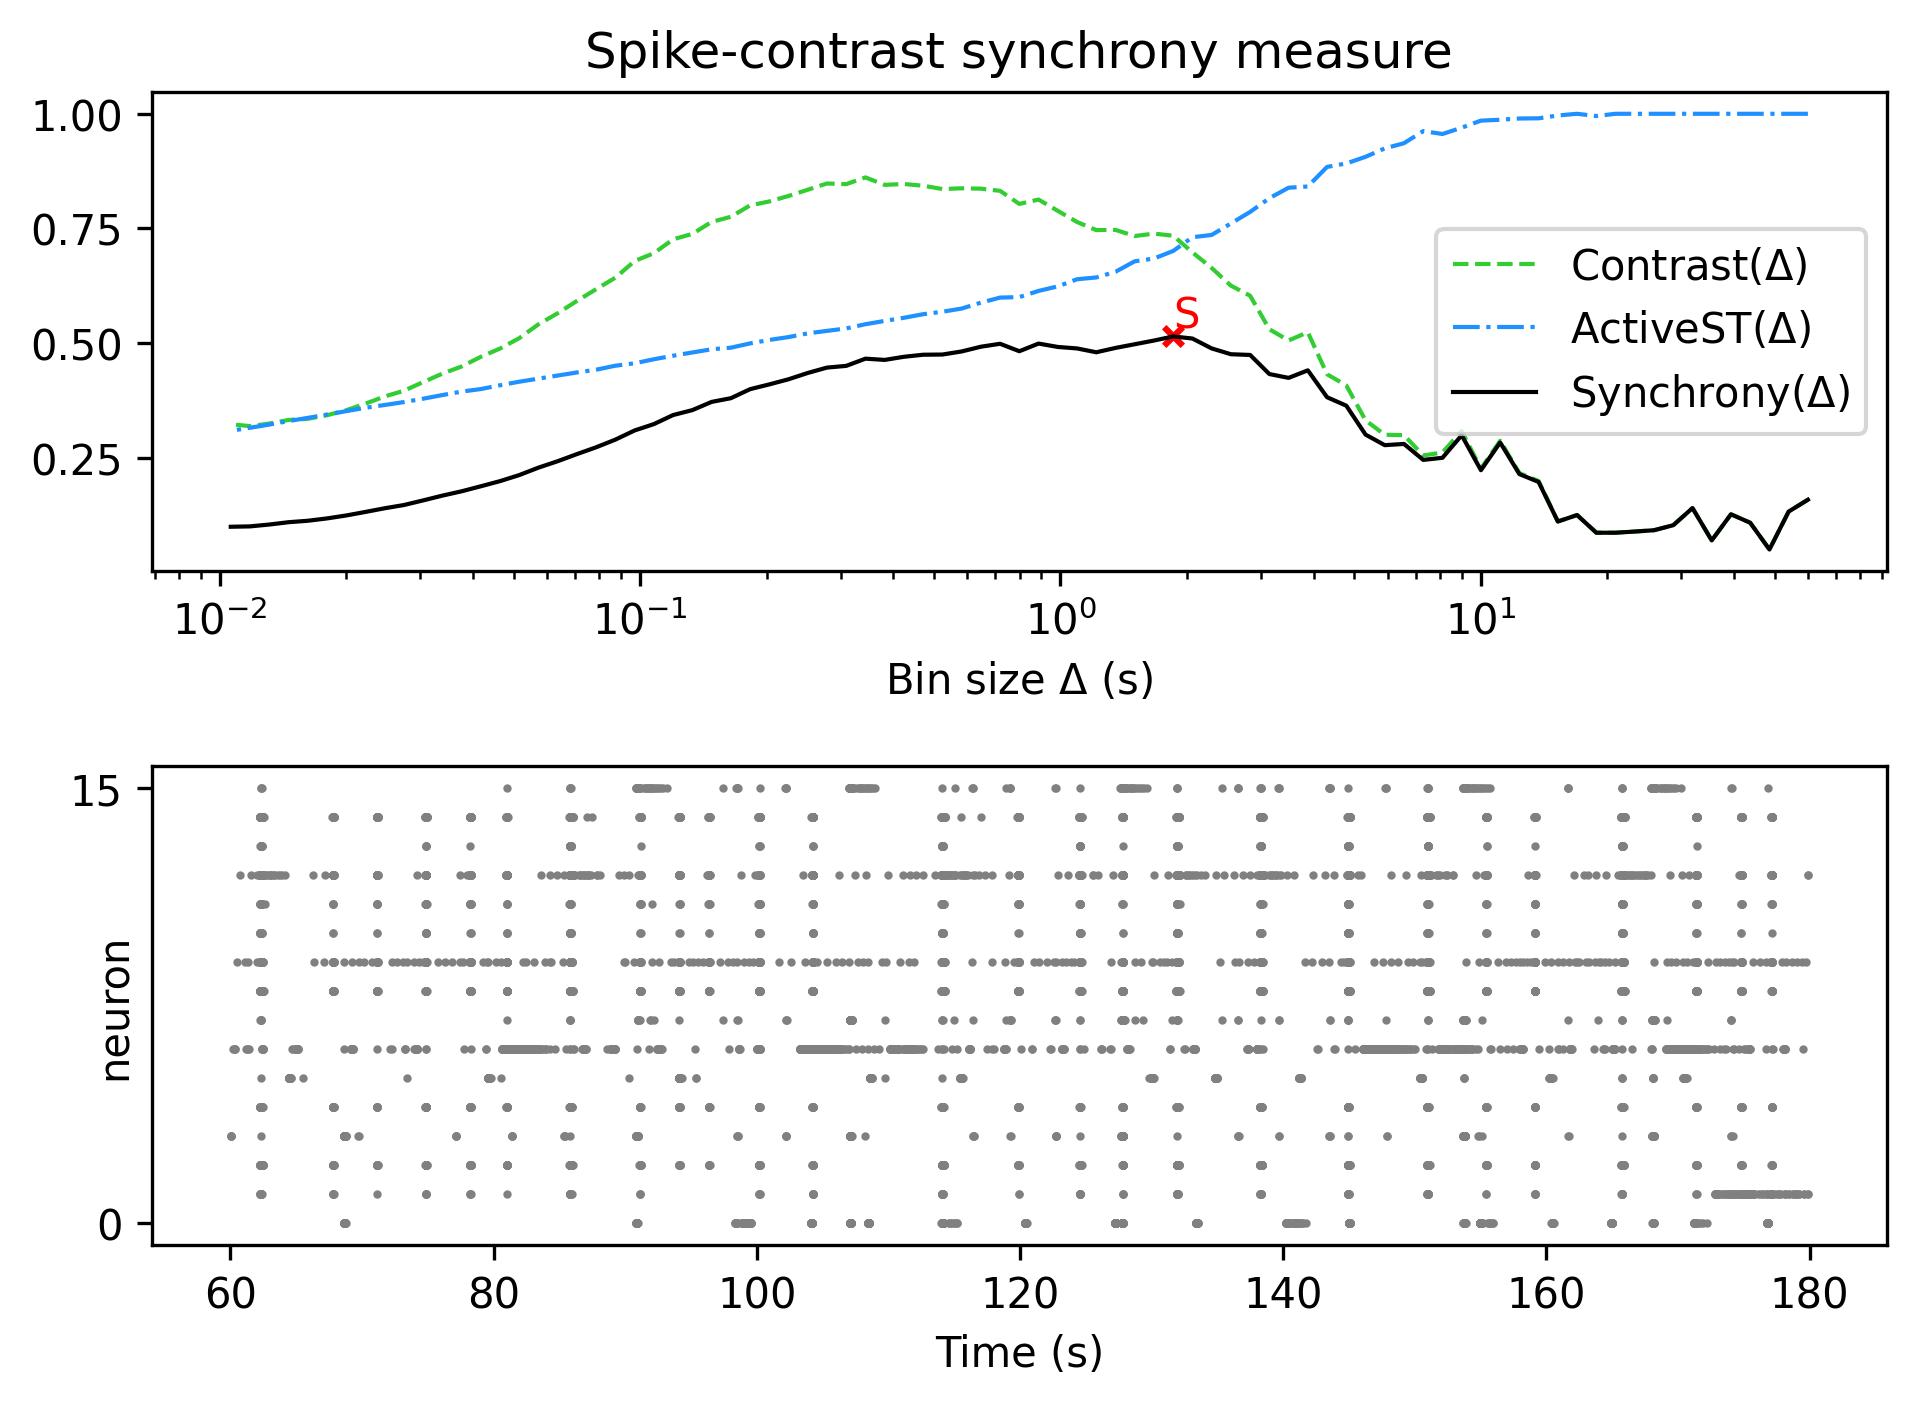 Spike-contrast synchrony measure
1.00
0.75
0.50
0.25
S
Contrast(Δ)
ActiveST(Δ)
Synchrony(Δ)
10⁻² 10⁻¹ 10⁰ 10¹
Bin size Δ (s)
15
neuron
0
60 80 100 120 140 160 180
Time (s)